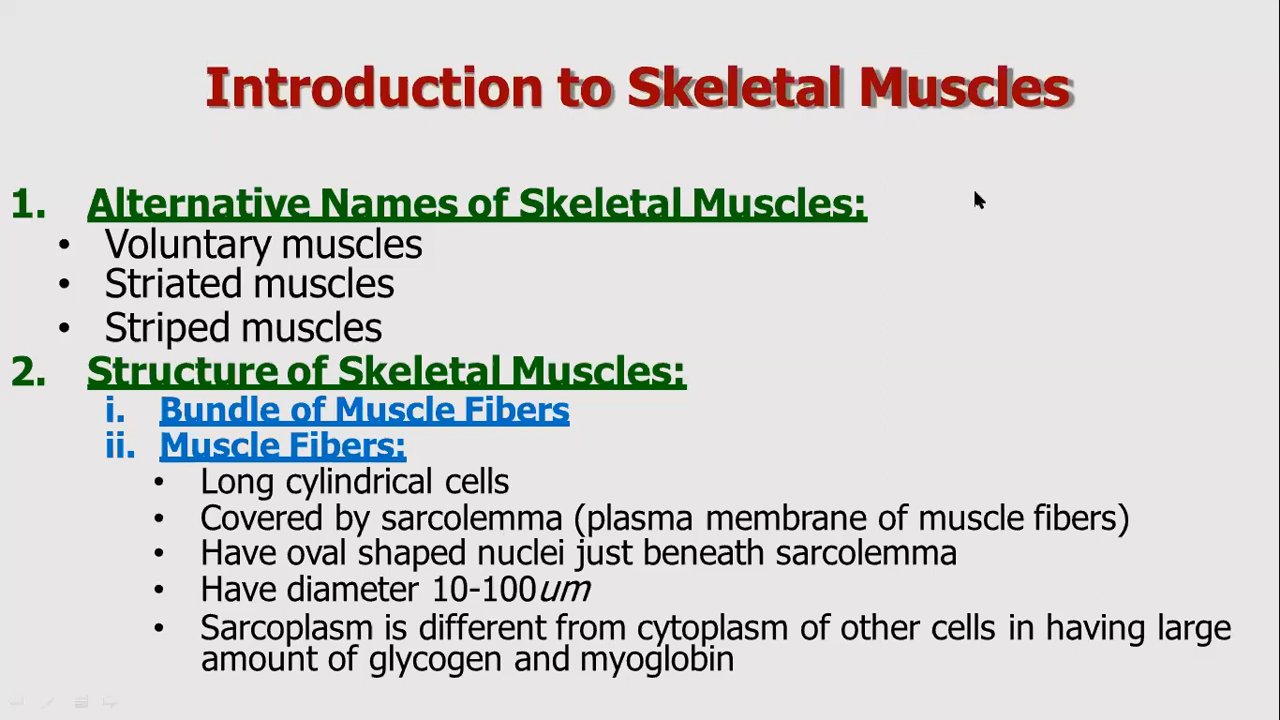 Introduction to Skeletal Muscles
1. Alternative Names of Skeletal Muscles:
• Voluntary muscles
• Striated muscles
• Striped muscles
2. Structure of Skeletal Muscles:
i. Bundle of Muscle Fibers
ii. Muscle Fibers:
• Long cylindrical cells
• Covered by sarcolemma (plasma membrane of muscle fibers)
• Have oval shaped nuclei just beneath sarcolemma
• Have diameter 10-100um
• Sarcoplasm is different from cytoplasm of other cells in having large
amount of glycogen and myoglobin